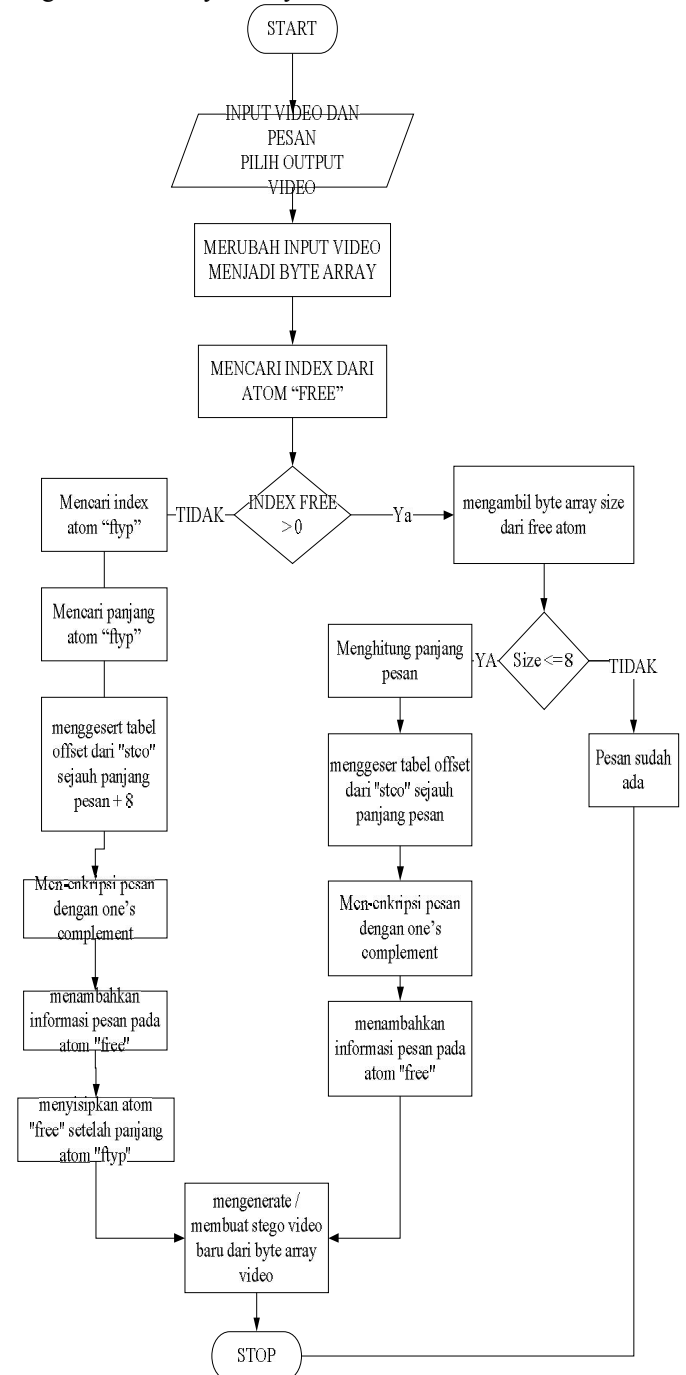 START
INPUT VIDEO DAN
PESAN
PILIH OUTPUT
VIDEO
MERUBAH INPUT VIDEO
MENJADI BYTE ARRAY
MENCARI INDEX DARI
ATOM “FREE”
INDEX FREE
>0
TIDAK
Ya
Mencari index
atom “ftyp”
Mencari panjang
atom “ftyp”
menggesert tabel
offset dari "stco"
sejauh panjang
pesan + 8
Men-enkripsi pesan
dengan one’s
complement
menambahkan
informasi pesan pada
atom "free"
menyisipkan atom
"free" setelah panjang
atom "ftyp"
mengambil byte array size
dari free atom
Size<=8
YA
TIDAK
Menghitung panjang
pesan
menggeser tabel offset
dari "stco" sejauh
panjang pesan
Men-enkripsi pesan
dengan one’s
complement
menambahkan
informasi pesan pada
atom "free"
Pesan sudah
ada
mengenerate /
membuat stego video
baru dari byte array
video
STOP